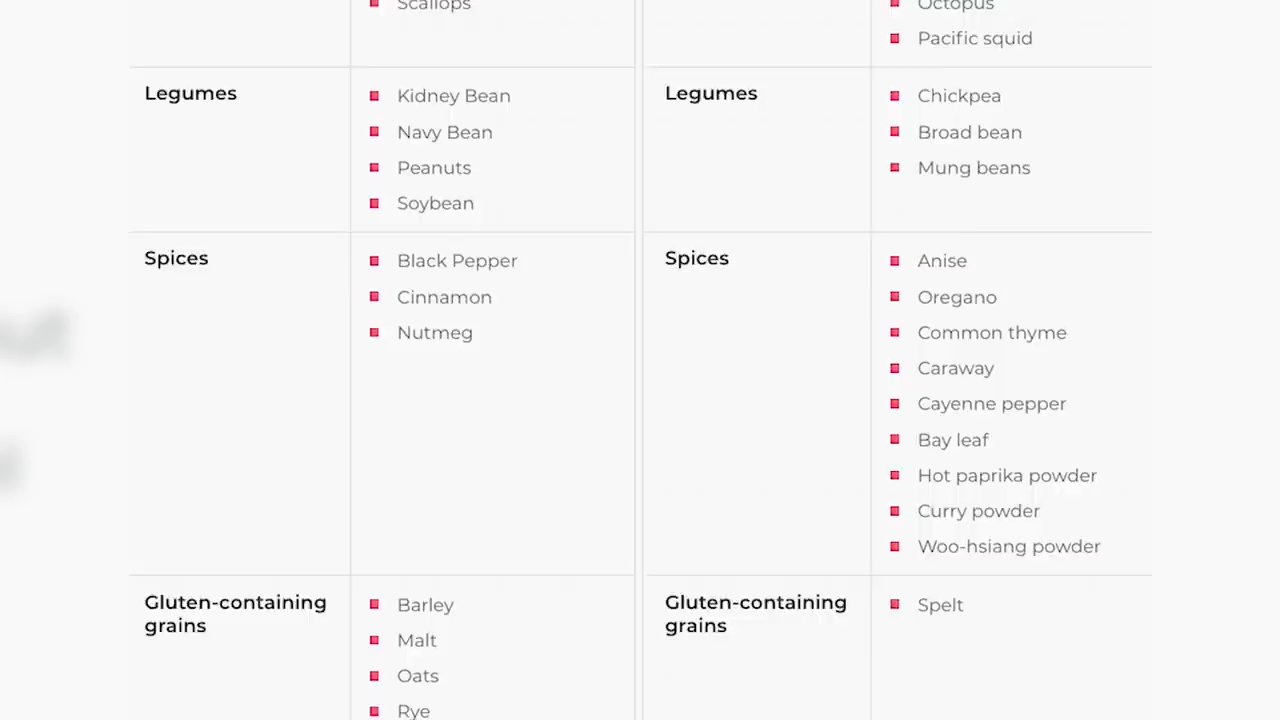 Scallops
Legumes
Kidney Bean
Navy Bean
Peanuts
Soybean
Spices
Black Pepper
Cinnamon
Nutmeg
Gluten-containing
grains
Barley
Malt
Oats
Rye
Octopus
Pacific squid
Legumes
Chickpea
Broad bean
Mung beans
Spices
Anise
Oregano
Common thyme
Caraway
Cayenne pepper
Bay leaf
Hot paprika powder
Curry powder
Woo-hsiang powder
Gluten-containing
grains
Spelt